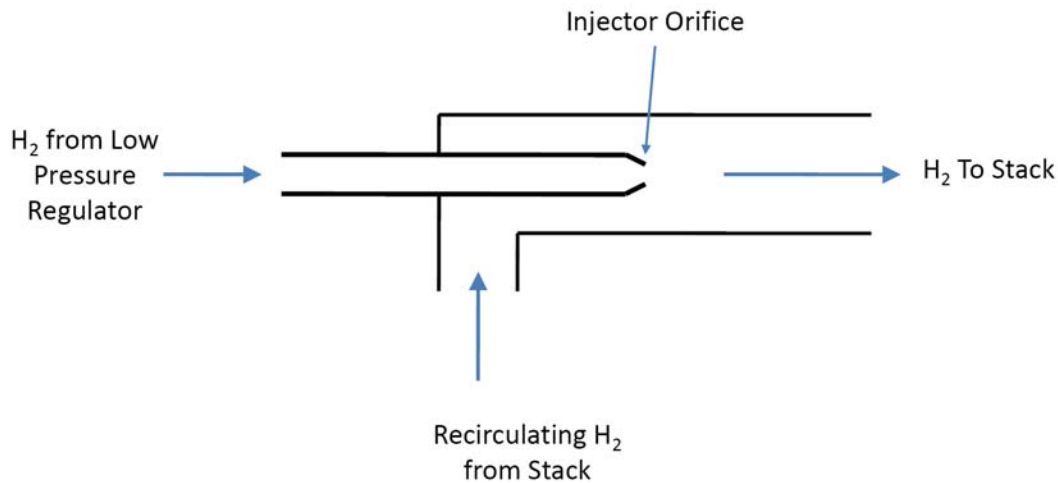 Injector Orifice
H₂ from Low
Pressure
Regulator
H₂ To Stack
Recirculating H₂
from Stack